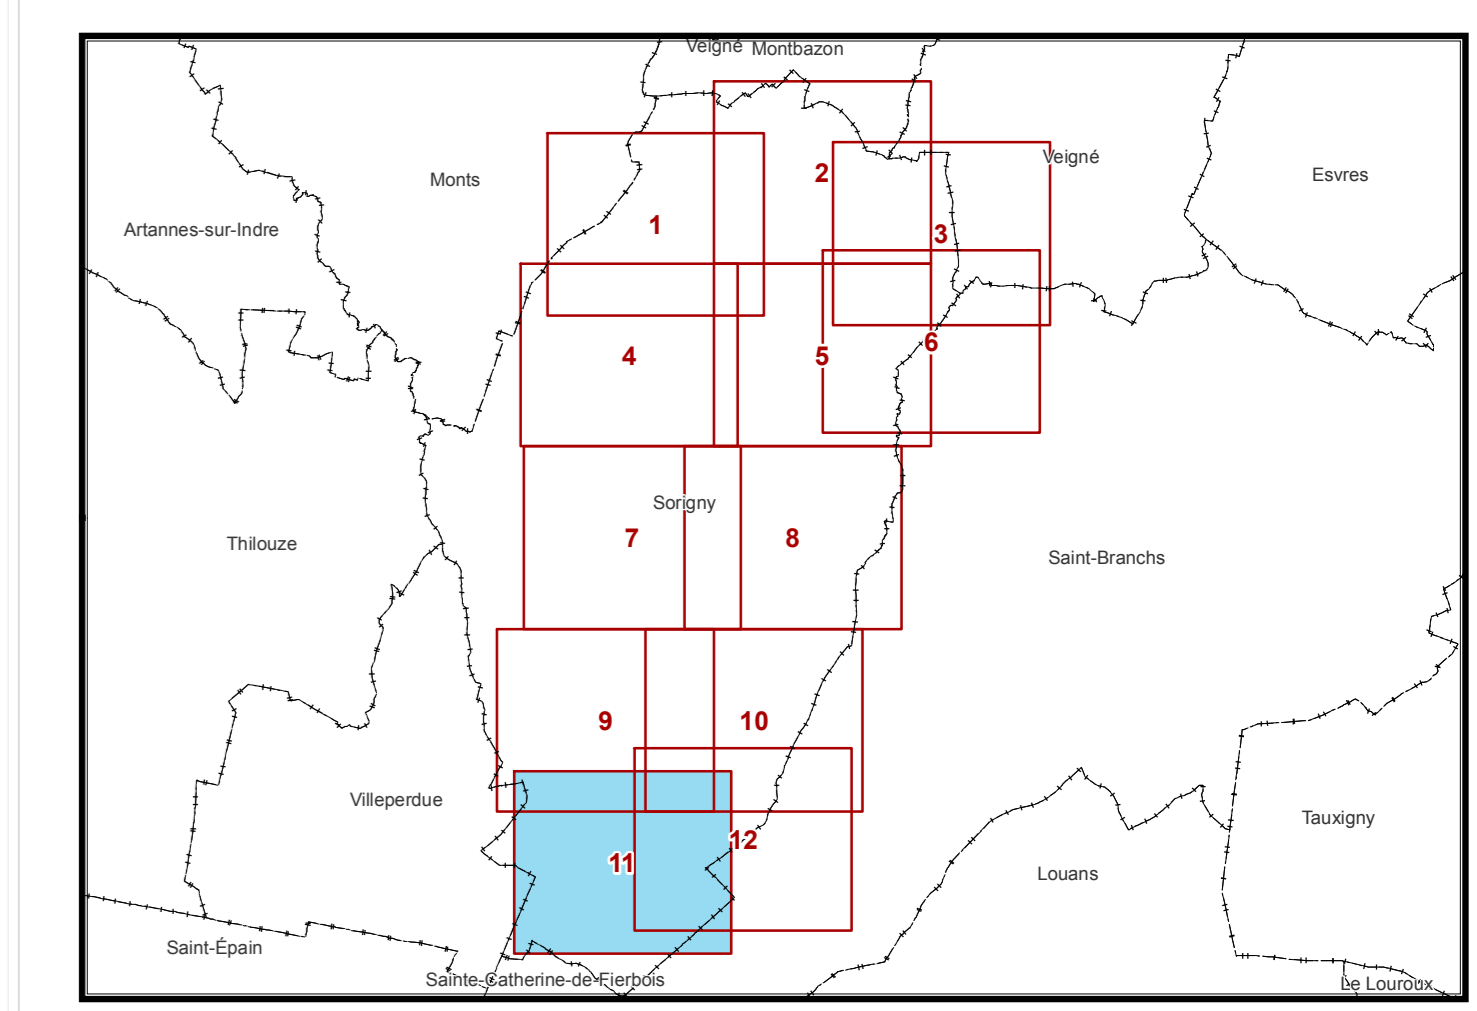 Veigné Montbazon
Monts
2
Veigné
Esvres
Artannes-sur-Indre
1
3
4
5
6
Sorigny
7
8
Thilouze
Saint-Branchs
9
10
Villeperdue
Tauxigny
11
12
Louans
Saint-Épain
Sainte-Catherine-de-Fierbois
Le Louroux